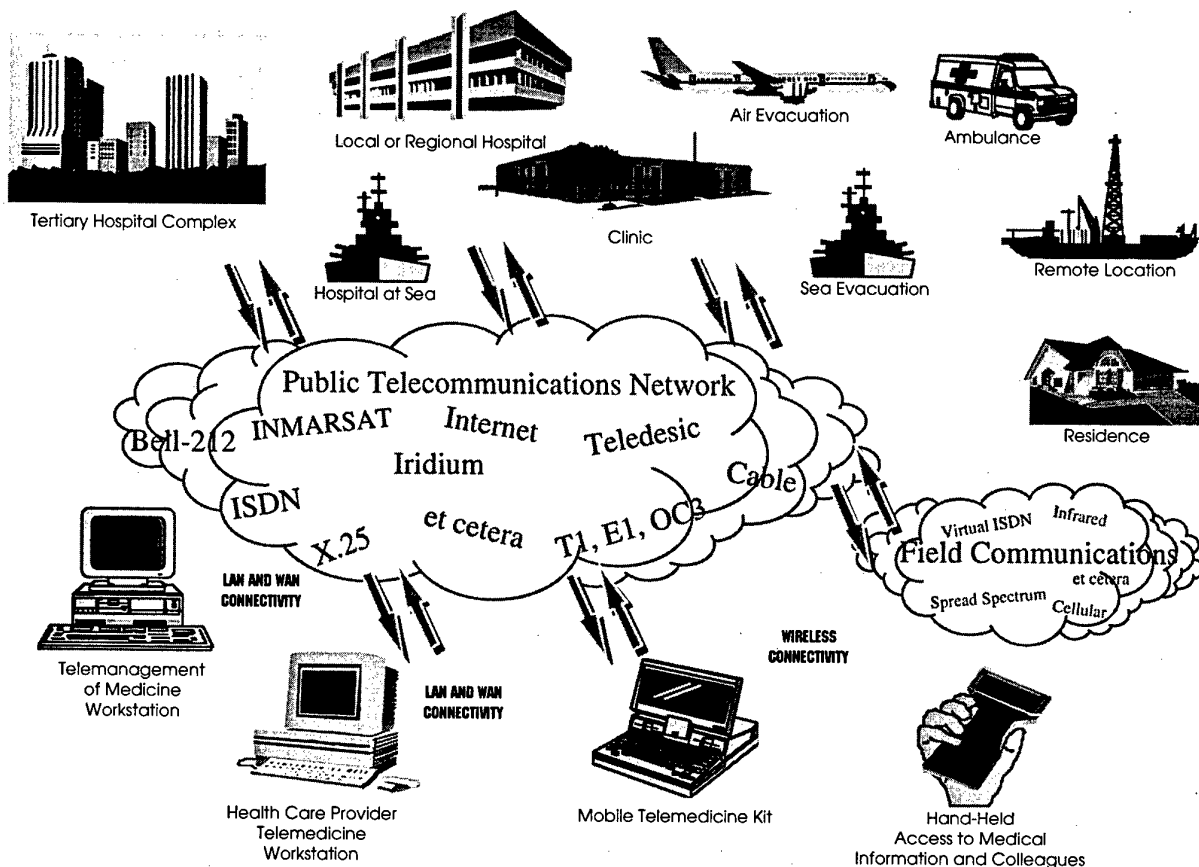 Local or Regional Hospital
Air Evacuation
Ambulance
Tertiary Hospital Complex
Clinic
Hospital at Sea
Sea Evacuation
Remote Location
Public Telecommunications Network
Bell-212
INMARSAT
Internet
Teledesic
Residence
Iridium
Cable
ISDN
et cetera
T1, E1, OC3
X.25
Virtual ISDN
Infrared
Field Communications
et cetera
Spread Spectrum
Cellular
LAN AND WAN
CONNECTIVITY
WIRELESS
CONNECTIVITY
Telemanagement
of Medicine
Workstation
LAN AND WAN
CONNECTIVITY
Health Care Provider
Telemedicine
Workstation
Mobile Telemedicine Kit
Hand-Held
Access to Medical
Information and Colleagues